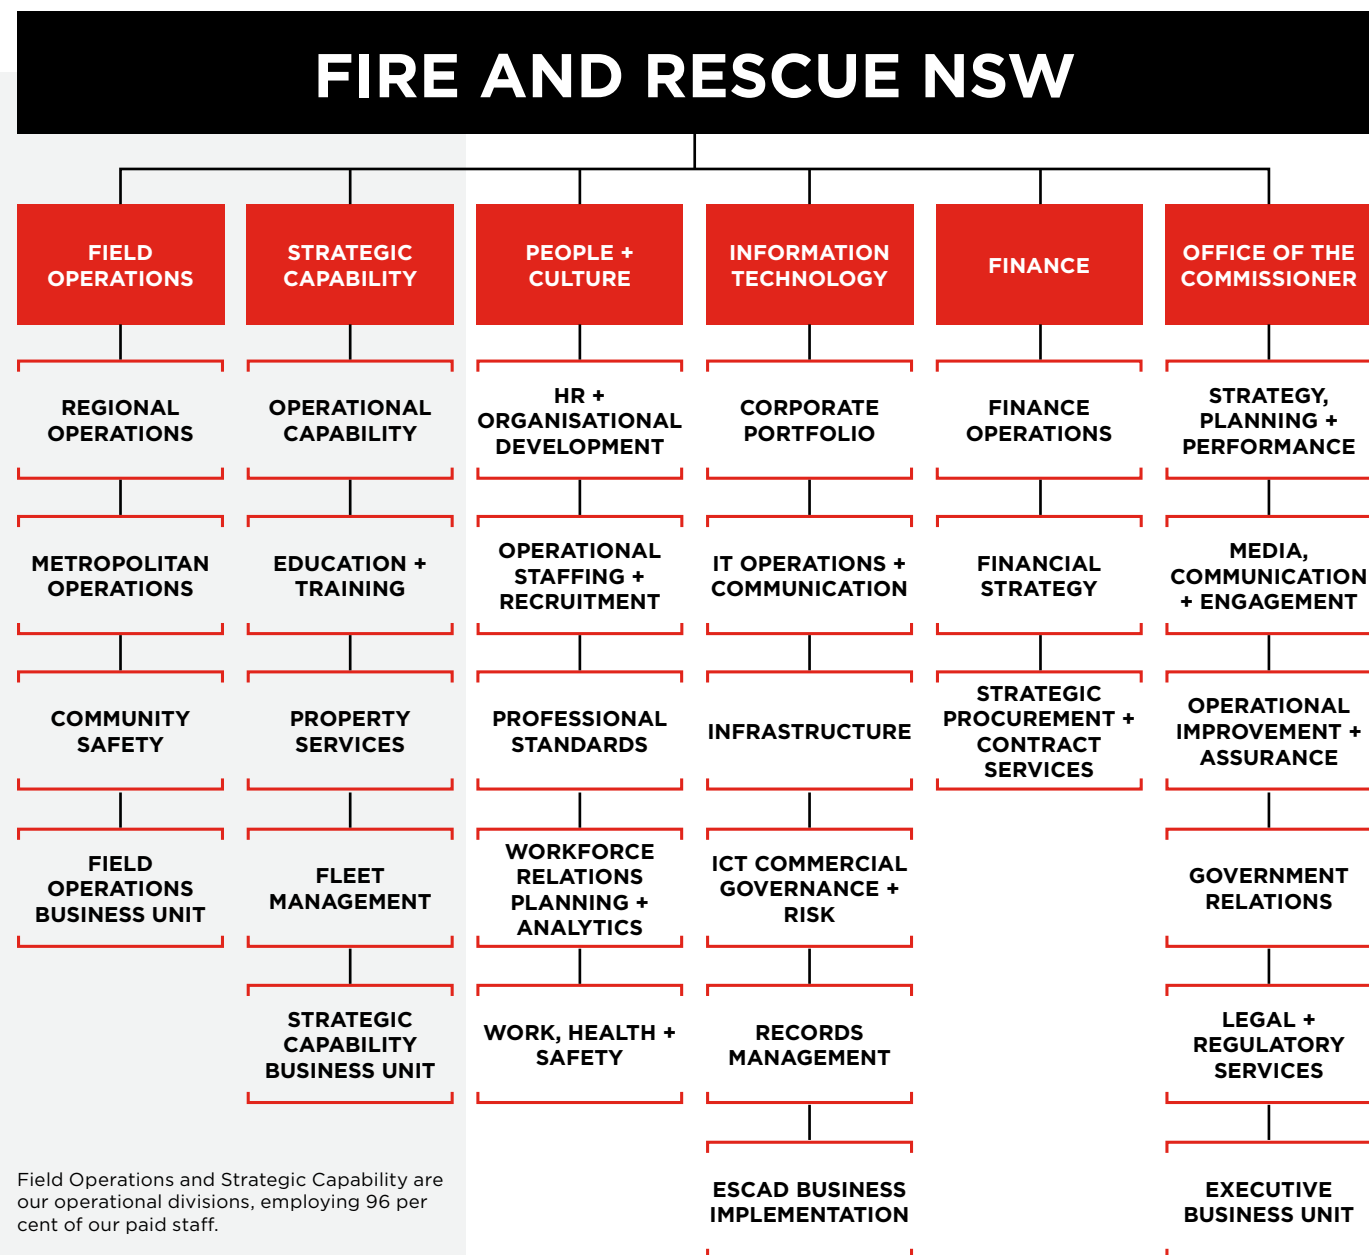 FIRE AND RESCUE NSW
FIELD
OPERATIONS
STRATEGIC
CAPABILITY
PEOPLE +
CULTURE
INFORMATION
TECHNOLOGY
FINANCE
OFFICE OF THE
COMMISSIONER
REGIONAL
OPERATIONS
OPERATIONAL
CAPABILITY
HR +
ORGANISATIONAL
DEVELOPMENT
CORPORATE
PORTFOLIO
FINANCE
OPERATIONS
STRATEGY,
PLANNING +
PERFORMANCE
METROPOLITAN
OPERATIONS
EDUCATION +
TRAINING
OPERATIONAL
STAFFING +
RECRUITMENT
IT OPERATIONS +
COMMUNICATION
FINANCIAL
STRATEGY
MEDIA,
COMMUNICATION
+ ENGAGEMENT
COMMUNITY
SAFETY
PROPERTY
SERVICES
PROFESSIONAL
STANDARDS
INFRASTRUCTURE
STRATEGIC
PROCUREMENT +
CONTRACT
SERVICES
OPERATIONAL
IMPROVEMENT +
ASSURANCE
FIELD
OPERATIONS
BUSINESS UNIT
FLEET
MANAGEMENT
WORKFORCE
RELATIONS
PLANNING +
ANALYTICS
ICT COMMERCIAL
GOVERNANCE +
RISK
GOVERNMENT
RELATIONS
STRATEGIC
CAPABILITY
BUSINESS UNIT
WORK, HEALTH +
SAFETY
RECORDS
MANAGEMENT
LEGAL +
REGULATORY
SERVICES
ESCAD BUSINESS
IMPLEMENTATION
EXECUTIVE
BUSINESS UNIT
Field Operations and Strategic Capability are
our operational divisions, employing 96 per
cent of our paid staff.